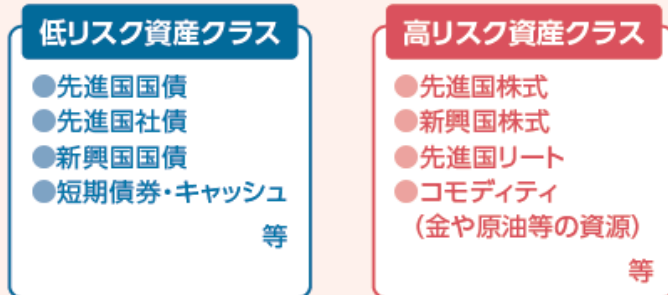 低リスク資産クラス
●先進国国債
●先進国社債
●新興国国債
●短期債券・キャッシュ
等
高リスク資産クラス
●先進国株式
●新興国株式
●先進国リート
●コモディティ
（金や原油等の資源）
等